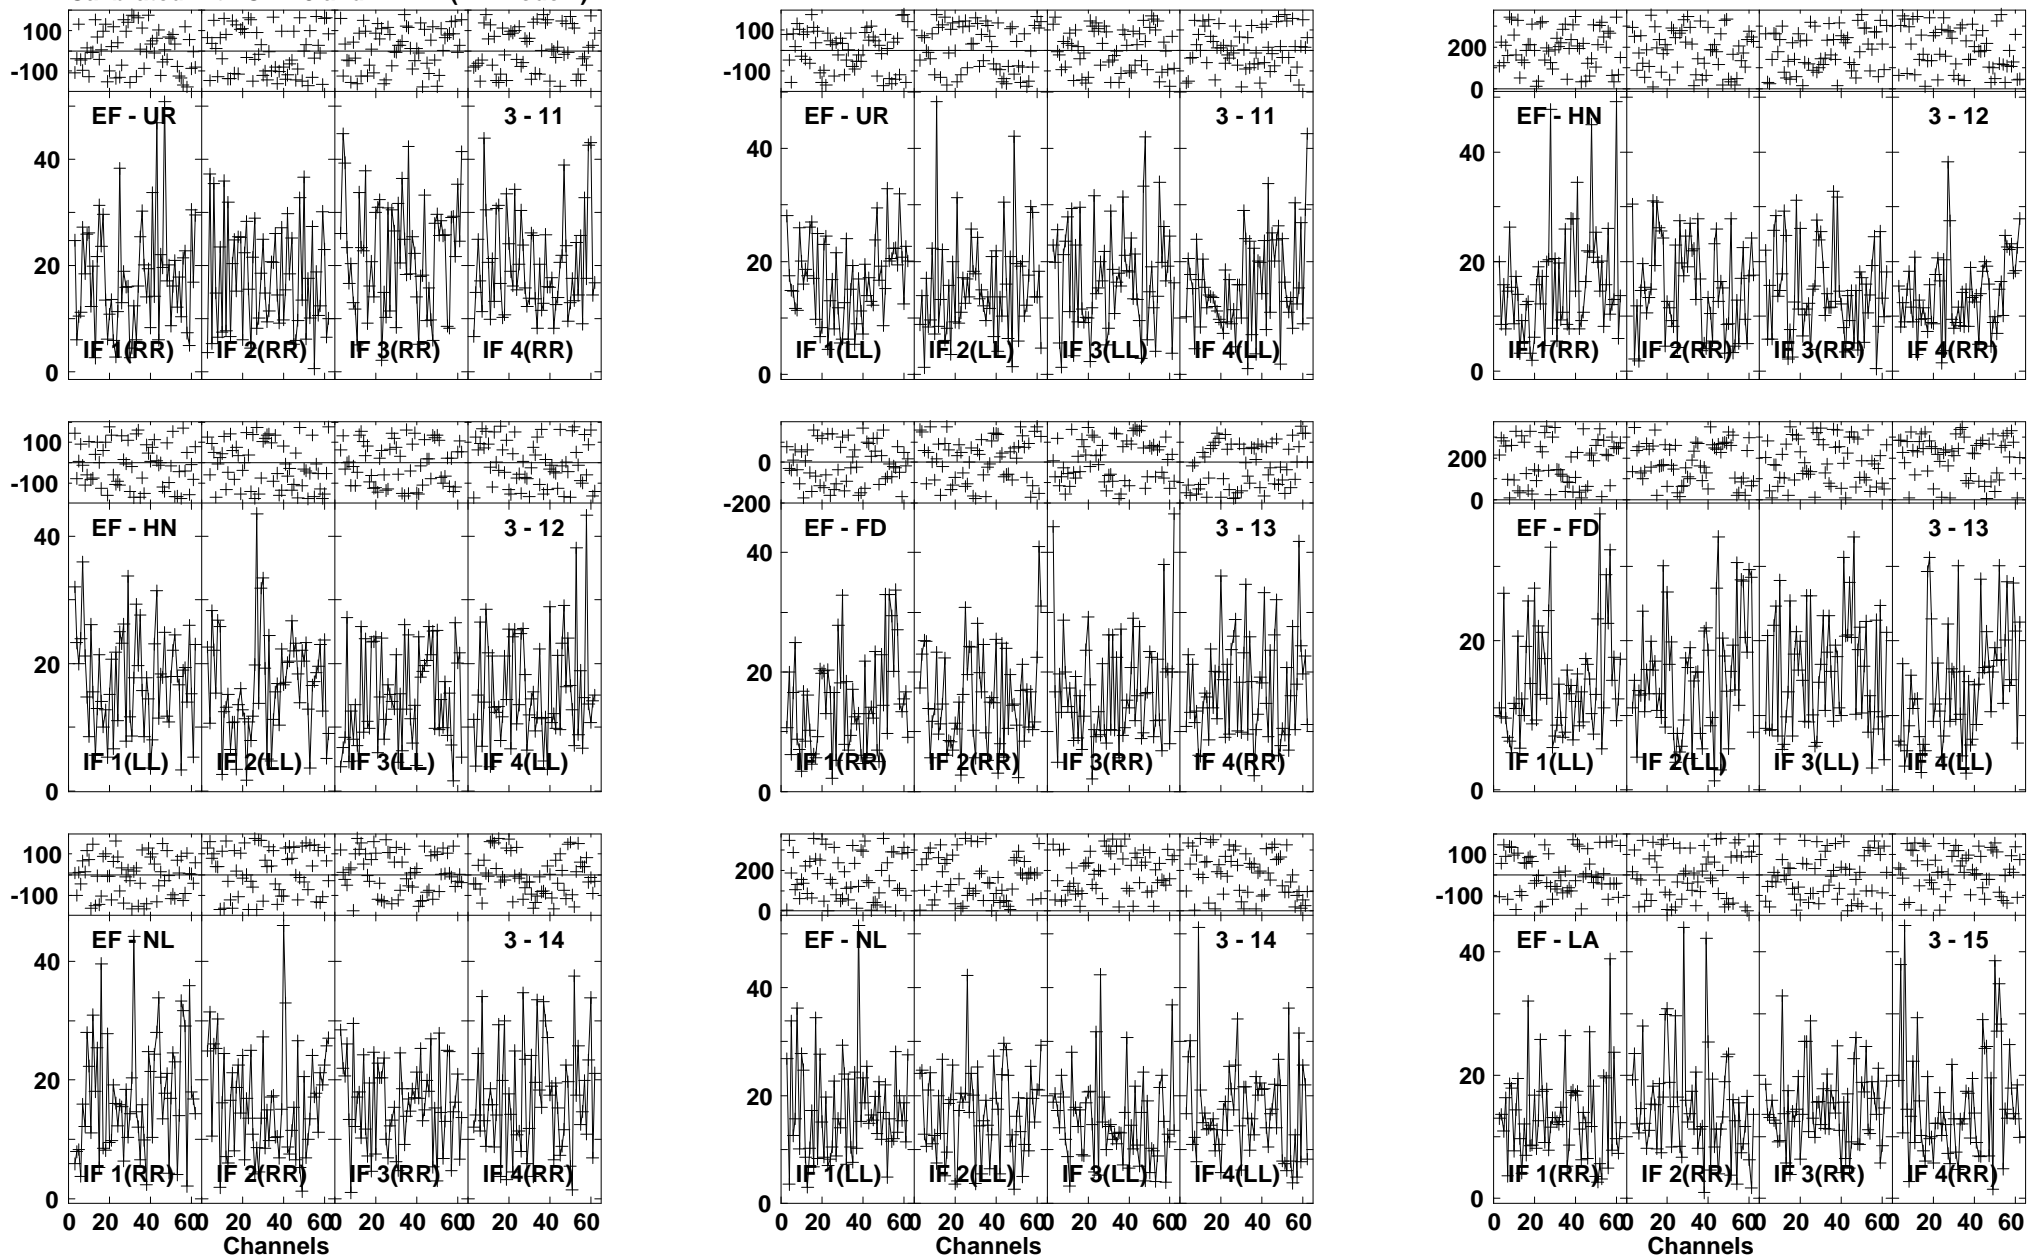 100
-100
EF - UR
3 - 11
40
20
0
IF 1(RR)
IF 2(RR)
IF 3(RR)
IF 4(RR)
100
-100
EF - UR
3 - 11
40
20
0
IF 1(LL)
IF 2(LL)
IF 3(LL)
IF 4(LL)
200
0
EF - HN
3 - 12
40
20
0
IF 1(RR)
IF 2(RR)
IF 3(RR)
IF 4(RR)
100
-100
EF - HN
3 - 12
40
20
0
IF 1(LL)
IF 2(LL)
IF 3(LL)
IF 4(LL)
0
-200
EF - FD
3 - 13
40
20
0
IF 1(RR)
IF 2(RR)
IF 3(RR)
IF 4(RR)
200
0
EF - FD
3 - 13
20
0
IF 1(LL)
IF 2(LL)
IF 3(LL)
IF 4(LL)
100
-100
EF - NL
3 - 14
40
20
0
IF 1(RR)
IF 2(RR)
IF 3(RR)
IF 4(RR)
0 20 40 60 0 20 40 60 0 20 40 60 0 20 40 60
Channels
200
0
EF - NL
3 - 14
40
20
0
IF 1(LL)
IF 2(LL)
IF 3(LL)
IF 4(LL)
0 20 40 60 0 20 40 60 0 20 40 60 0 20 40 60
Channels
100
-100
EF - LA
3 - 15
40
20
0
IF 1(RR)
IF 2(RR)
IF 3(RR)
IF 4(RR)
0 20 40 60 0 20 40 60 0 20 40 60 0 20 40 60
Channels